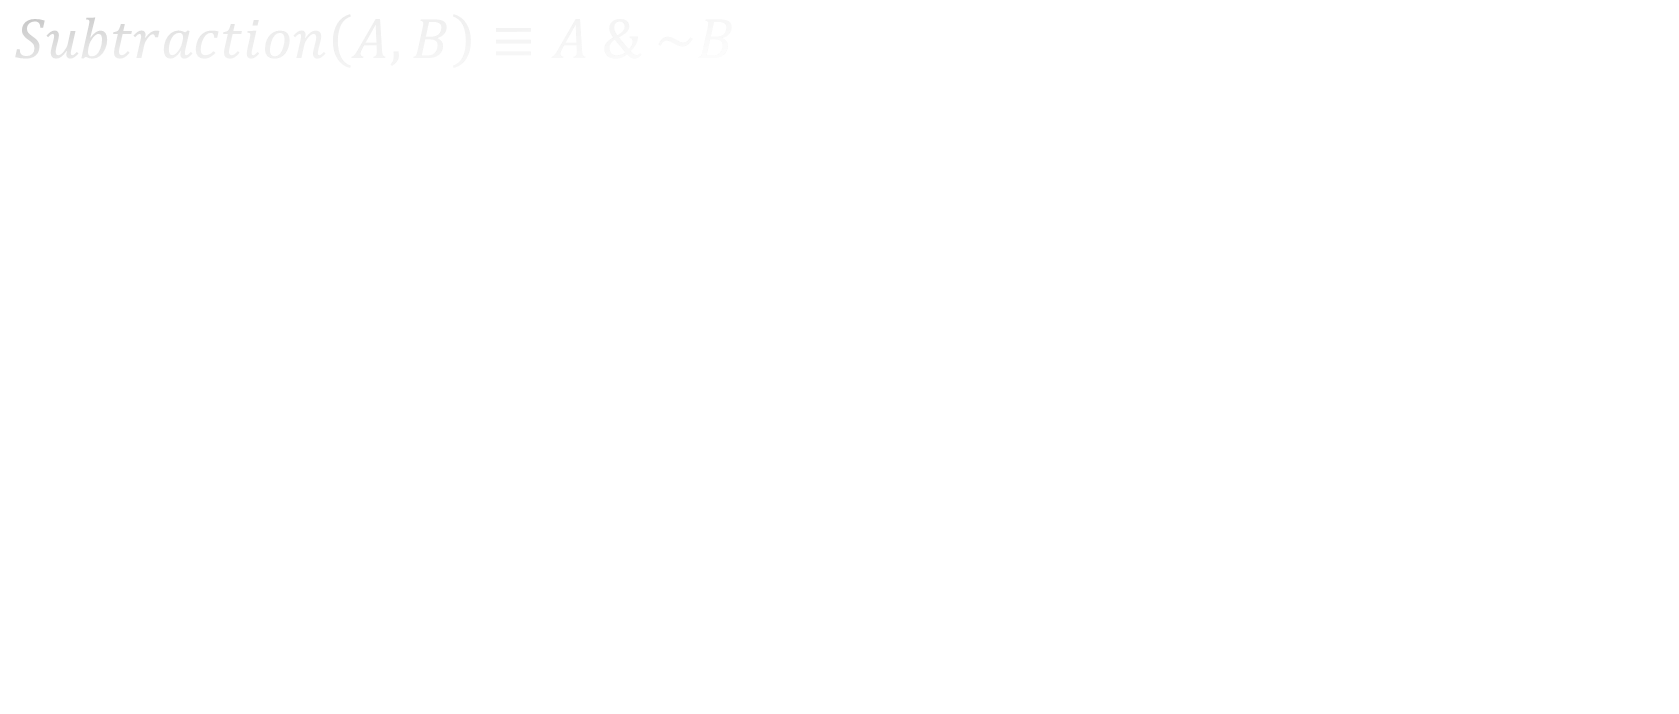 Subtraction(A, B) ≡ A & ~B